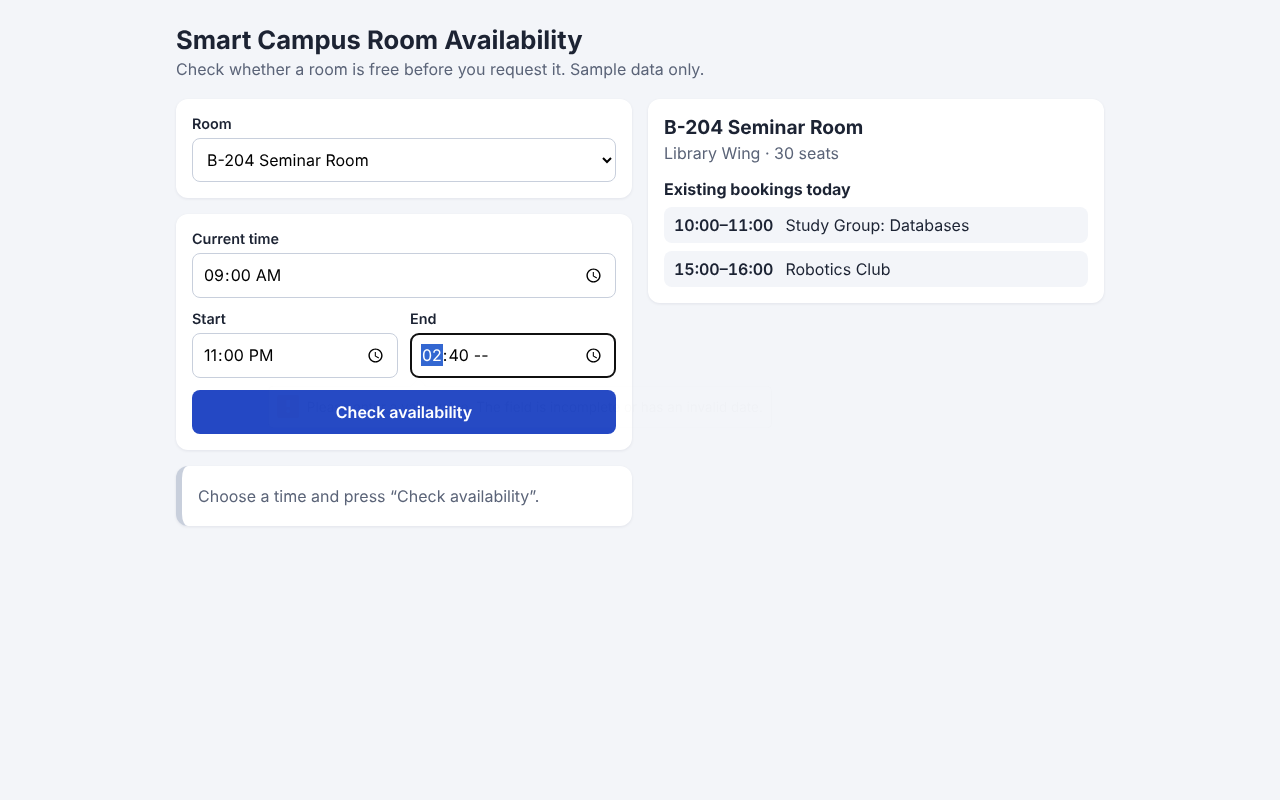 Smart Campus Room Availability
Check whether a room is free before you request it. Sample data only.
Room
B-204 Seminar Room
Current time
09:00 AM
Start
End
11:00 PM
02:40 --
Check availability
Choose a time and press “Check availability”.
B-204 Seminar Room
Library Wing · 30 seats
Existing bookings today
10:00–11:00 Study Group: Databases
15:00–16:00 Robotics Club